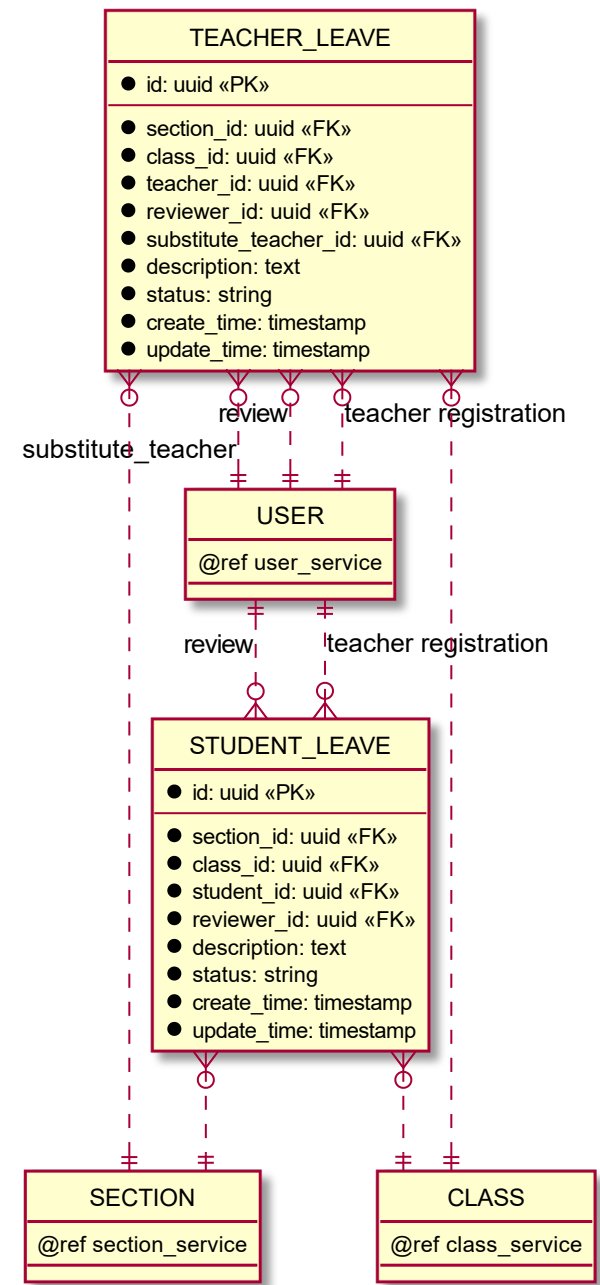 TEACHER_LEAVE
id: uuid «PK»
section_id: uuid «FK»
class_id: uuid «FK»
teacher_id: uuid «FK»
reviewer_id: uuid «FK»
substitute_teacher_id: uuid «FK»
description: text
status: string
create_time: timestamp
update_time: timestamp
review
teacher registration
substitute_teacher
USER
@ref user_service
review
teacher registration
STUDENT_LEAVE
id: uuid «PK»
section_id: uuid «FK»
class_id: uuid «FK»
student_id: uuid «FK»
reviewer_id: uuid «FK»
description: text
status: string
create_time: timestamp
update_time: timestamp
SECTION
@ref section_service
CLASS
@ref class_service